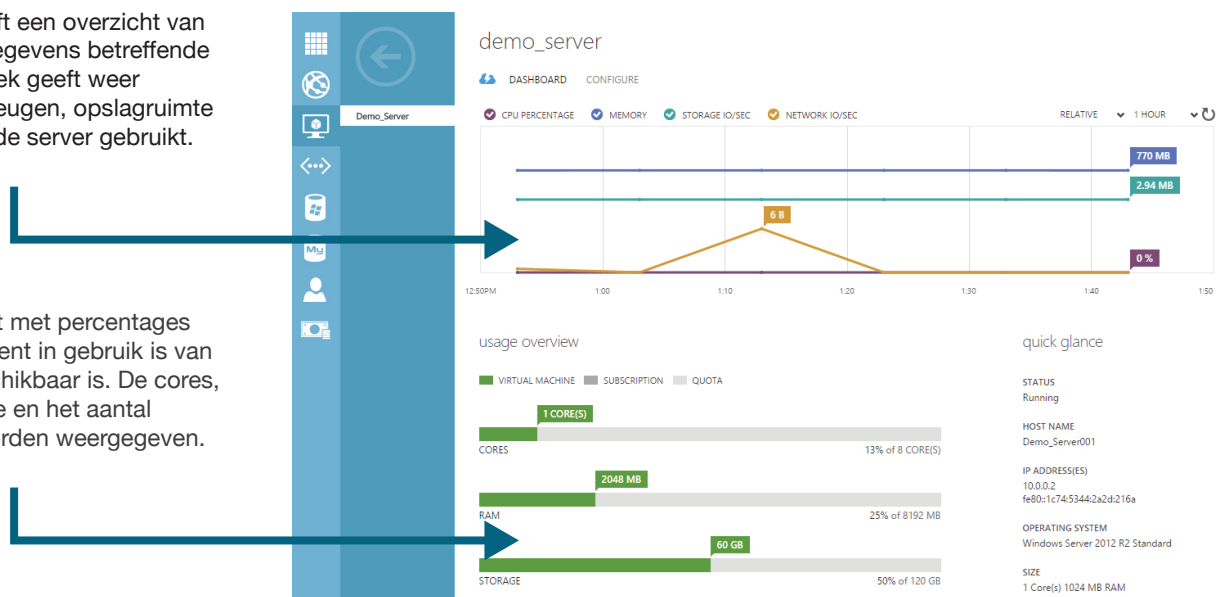 ft een overzicht van
egevens betreffende
ek geeft weer
eugen, opslagruimte
de server gebruikt.
t met percentages
ent in gebruik is van
chikbaar is. De cores,
e en het aantal
orden weergegeven.
Demo_Server
My
demo_server
DASHBOARD CONFIGURE
CPU PERCENTAGE MEMORY STORAGE IO/SEC NETWORK IO/SEC
RELATIVE 1 HOUR
770 MB
2.94 MB
6 B
0 %
12:50PM 1:00 1:10 1:20 1:30 1:40 1:50
usage overview
VIRTUAL MACHINE SUBSCRIPTION QUOTA
1 CORE(S)
CORES 13% of 8 CORE(S)
2048 MB
RAM 25% of 8192 MB
60 GB
STORAGE 50% of 120 GB
quick glance
STATUS
Running
HOST NAME
Demo_Server001
IP ADDRESS(ES)
10.0.0.2
fe80::1c74:5344:2a2d:216a
OPERATING SYSTEM
Windows Server 2012 R2 Standard
SIZE
1 Core(s) 1024 MB RAM